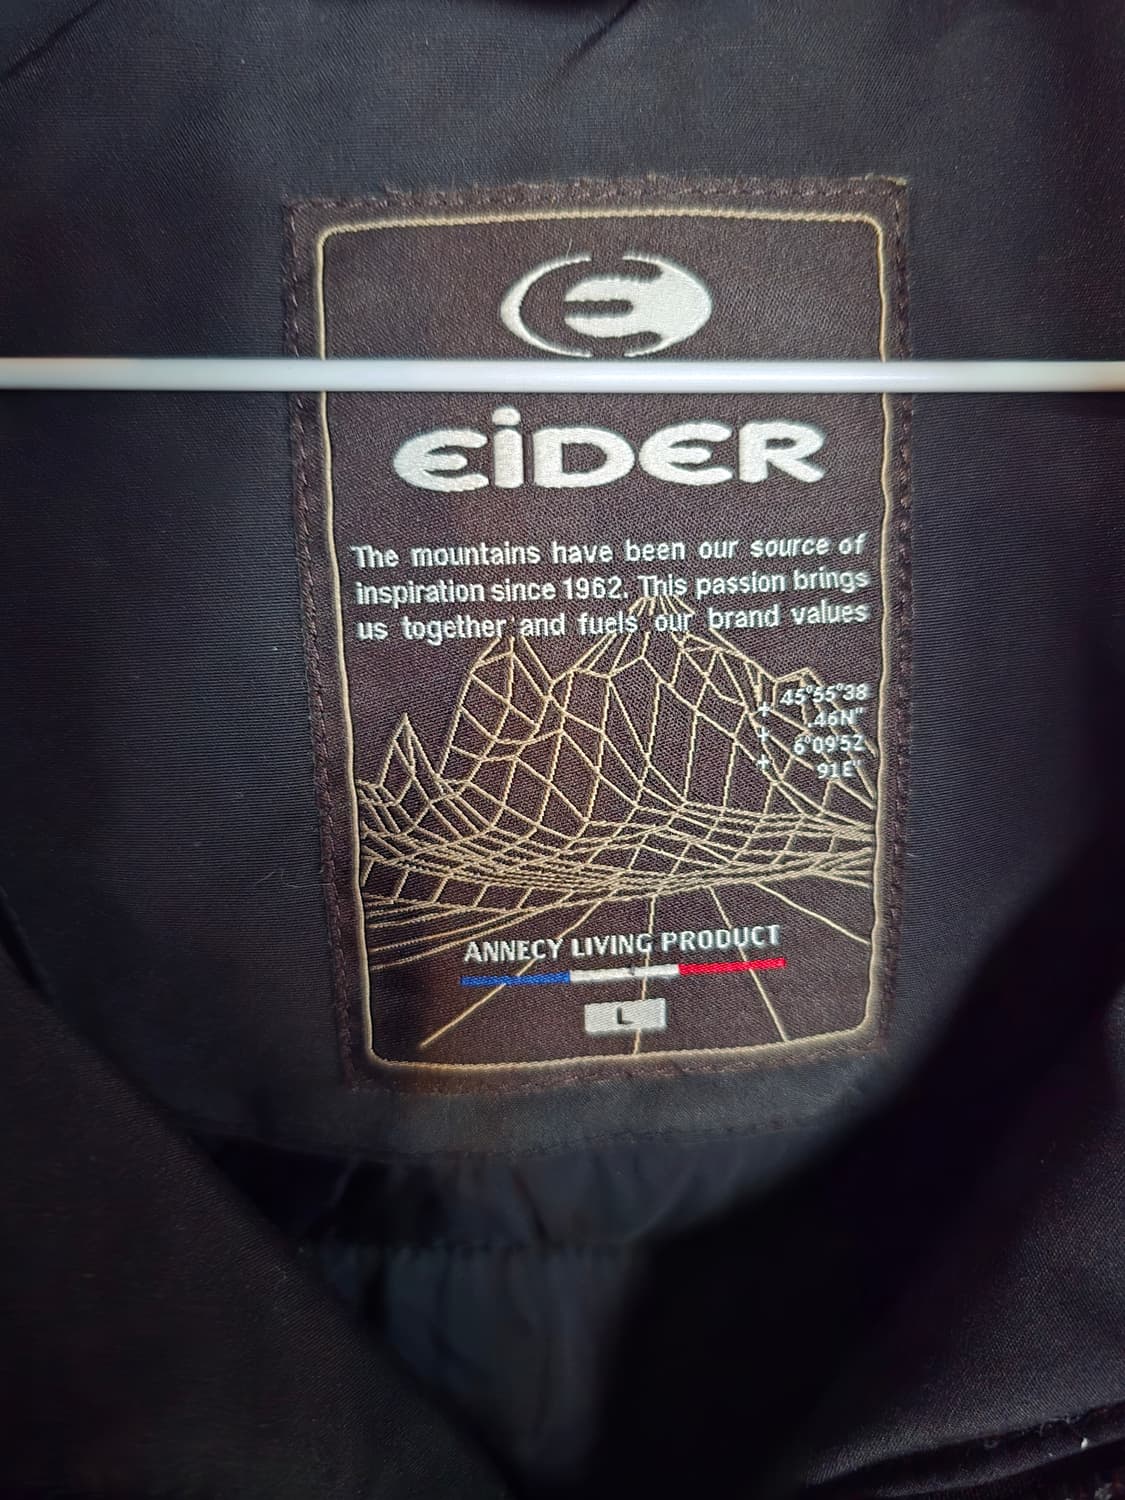 EiDER
The mountains have been our source of
inspiration since 1962. This passion brings
us together and fuels our brand values
45°55°38
.46N"
6°09'52
91E"
ANNECY LIVING PRODUCT
L